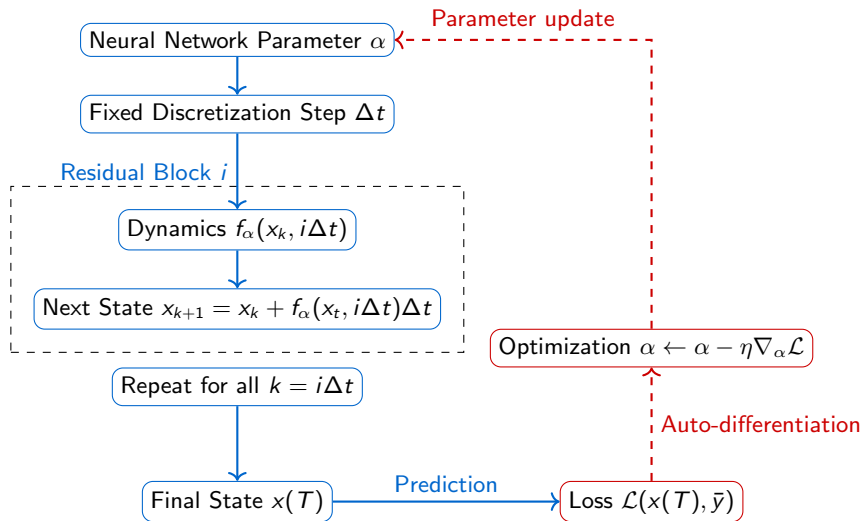 Parameter update
Neural Network Parameter α
Fixed Discretization Step Δt
Residual Block i
Dynamics f_α(x_k, iΔt)
Next State x_{k+1} = x_k + f_α(x_t, iΔt)Δt
Optimization α ← α − η∇_α ℒ
Repeat for all k = iΔt
Auto-differentiation
Prediction
Final State x(T)
Loss ℒ(x(T), ȳ)